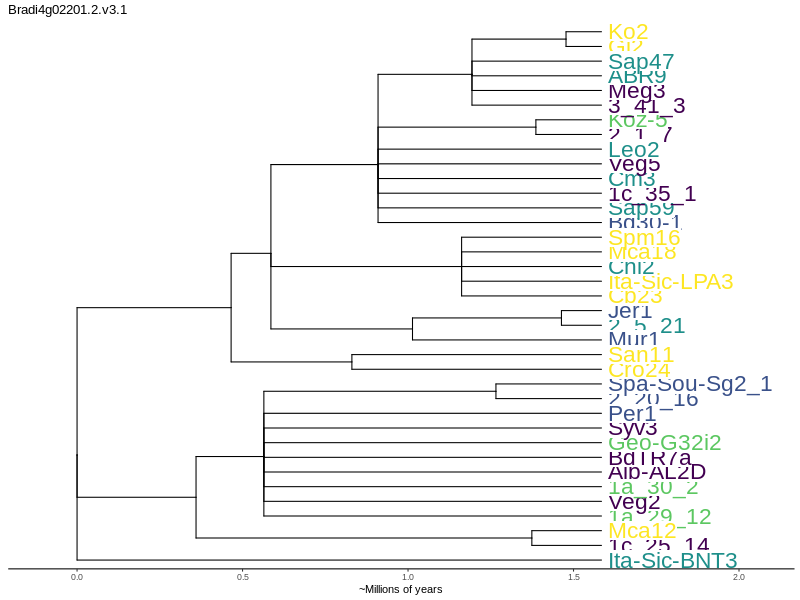 Bradi4g02201.2.v3.1
Ko2
Gi2
Sap47
ABR9
Meg3
3_41_3
Koz-5
2_1_7
Leo2
Veg5
Cm3
1c_35_1
Sap59
Bd30-1
Spm16
Mca18
Chi2
Ita-Sic-LPA3
Cb23
Jer1
2_5_21
Mur1
San11
Cro24
Spa-Sou-Sg2_1
2_20_16
Per1
Syv3
Geo-G32i2
BdTR7a
Alb-AL2D
1a_30_2
Veg2
1a_29_12
Mca12
1c_25_14
Ita-Sic-BNT3
0.0 0.5 1.0 1.5 2.0
~Millions of years